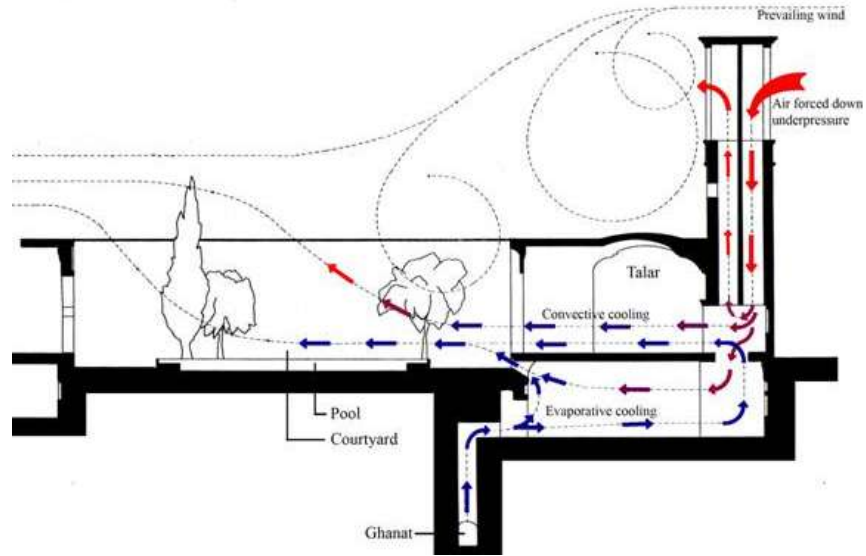 Prevailing wind
Air forced down
underpressure
Talar
Convective cooling
Evaporative cooling
Pool
Courtyard
Ghanat